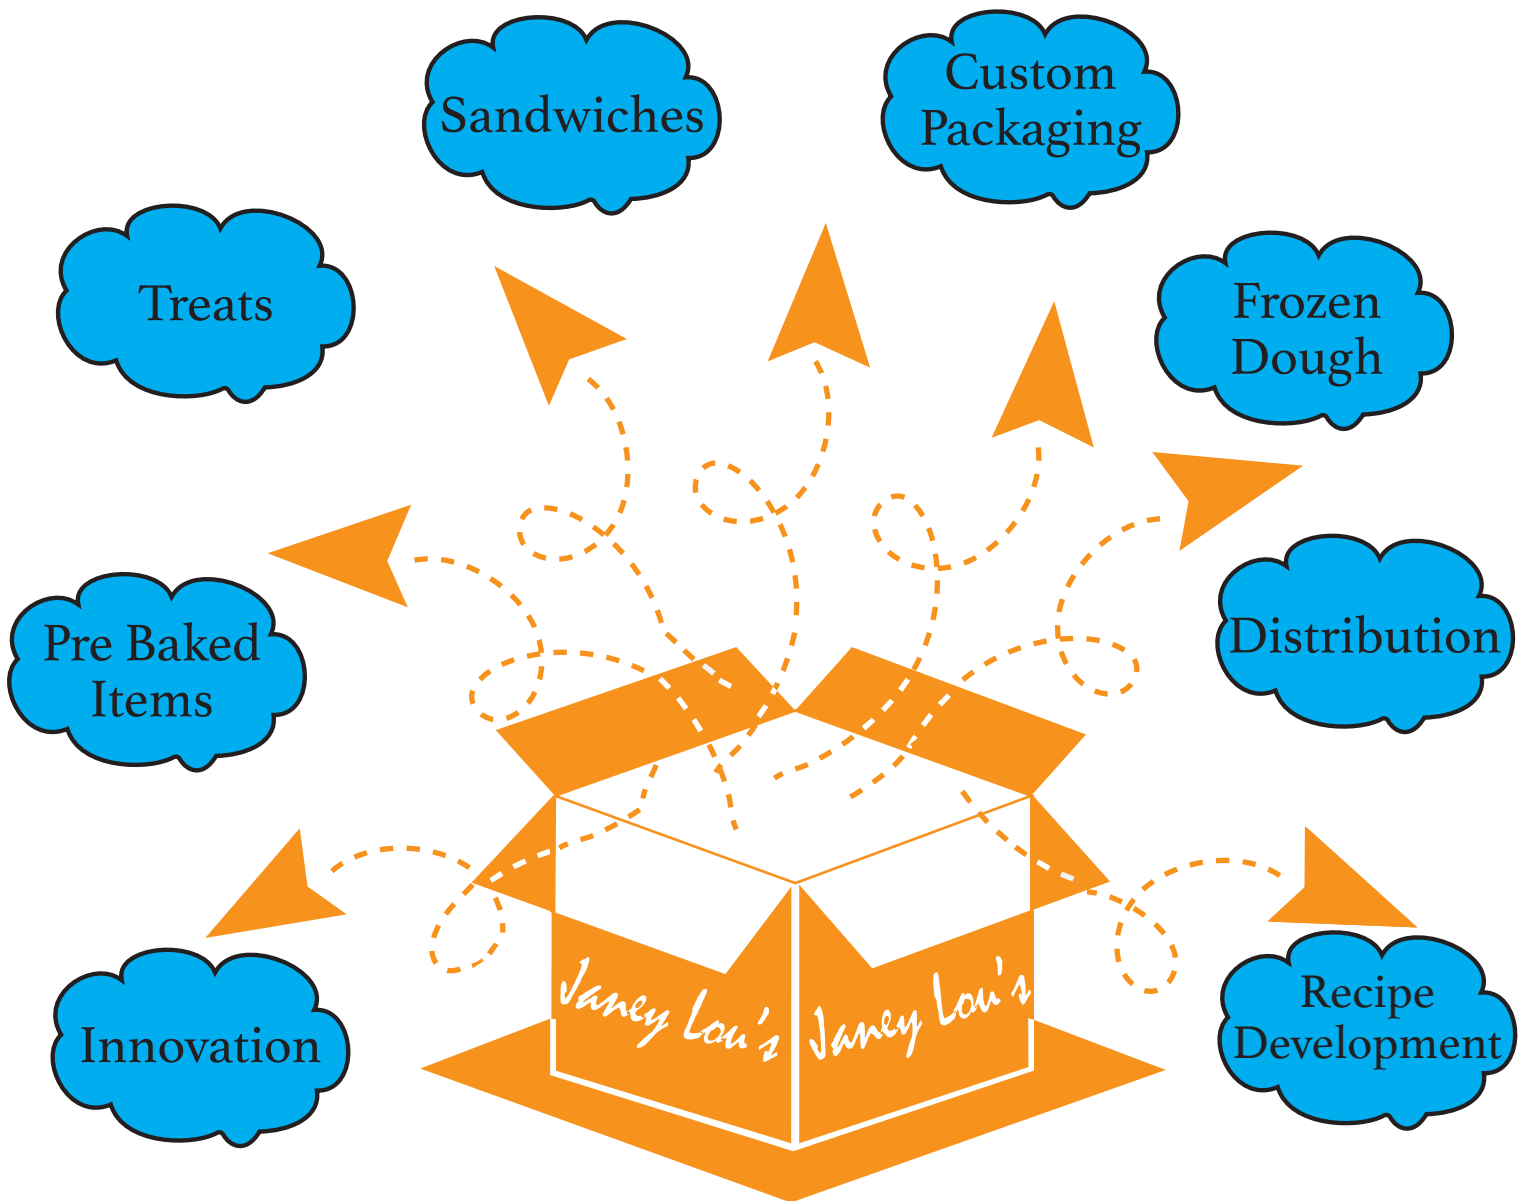 Sandwiches
Custom
Packaging
Treats
Frozen
Dough
Pre Baked
Items
Distribution
Innovation
Recipe
Development
Janey Lou's
Janey Lou's